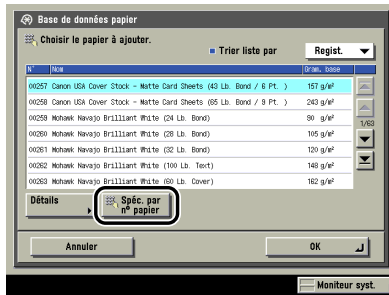 Base de données papier
Choisir le papier à ajouter.
Trier liste par Regist.
N° Nom Gram. base
00257 Canon USA Cover Stock - Matte Card Sheets (43 Lb. Bond / 6 Pt. ) 157 g/m²
00258 Canon USA Cover Stock - Matte Card Sheets (65 Lb. Bond / 9 Pt. ) 243 g/m²
00259 Mohawk Navajo Brilliant White (24 Lb. Bond) 90 g/m²
00260 Mohawk Navajo Brilliant White (28 Lb. Bond) 105 g/m²
00261 Mohawk Navajo Brilliant White (32 Lb. Bond) 120 g/m²
00262 Mohawk Navajo Brilliant White (100 Lb. Text) 148 g/m²
00263 Mohawk Navajo Brilliant White (60 Lb. Cover) 162 g/m²
1/63
Détails
Spéc. par
n° papier
Annuler
OK
Moniteur syst.